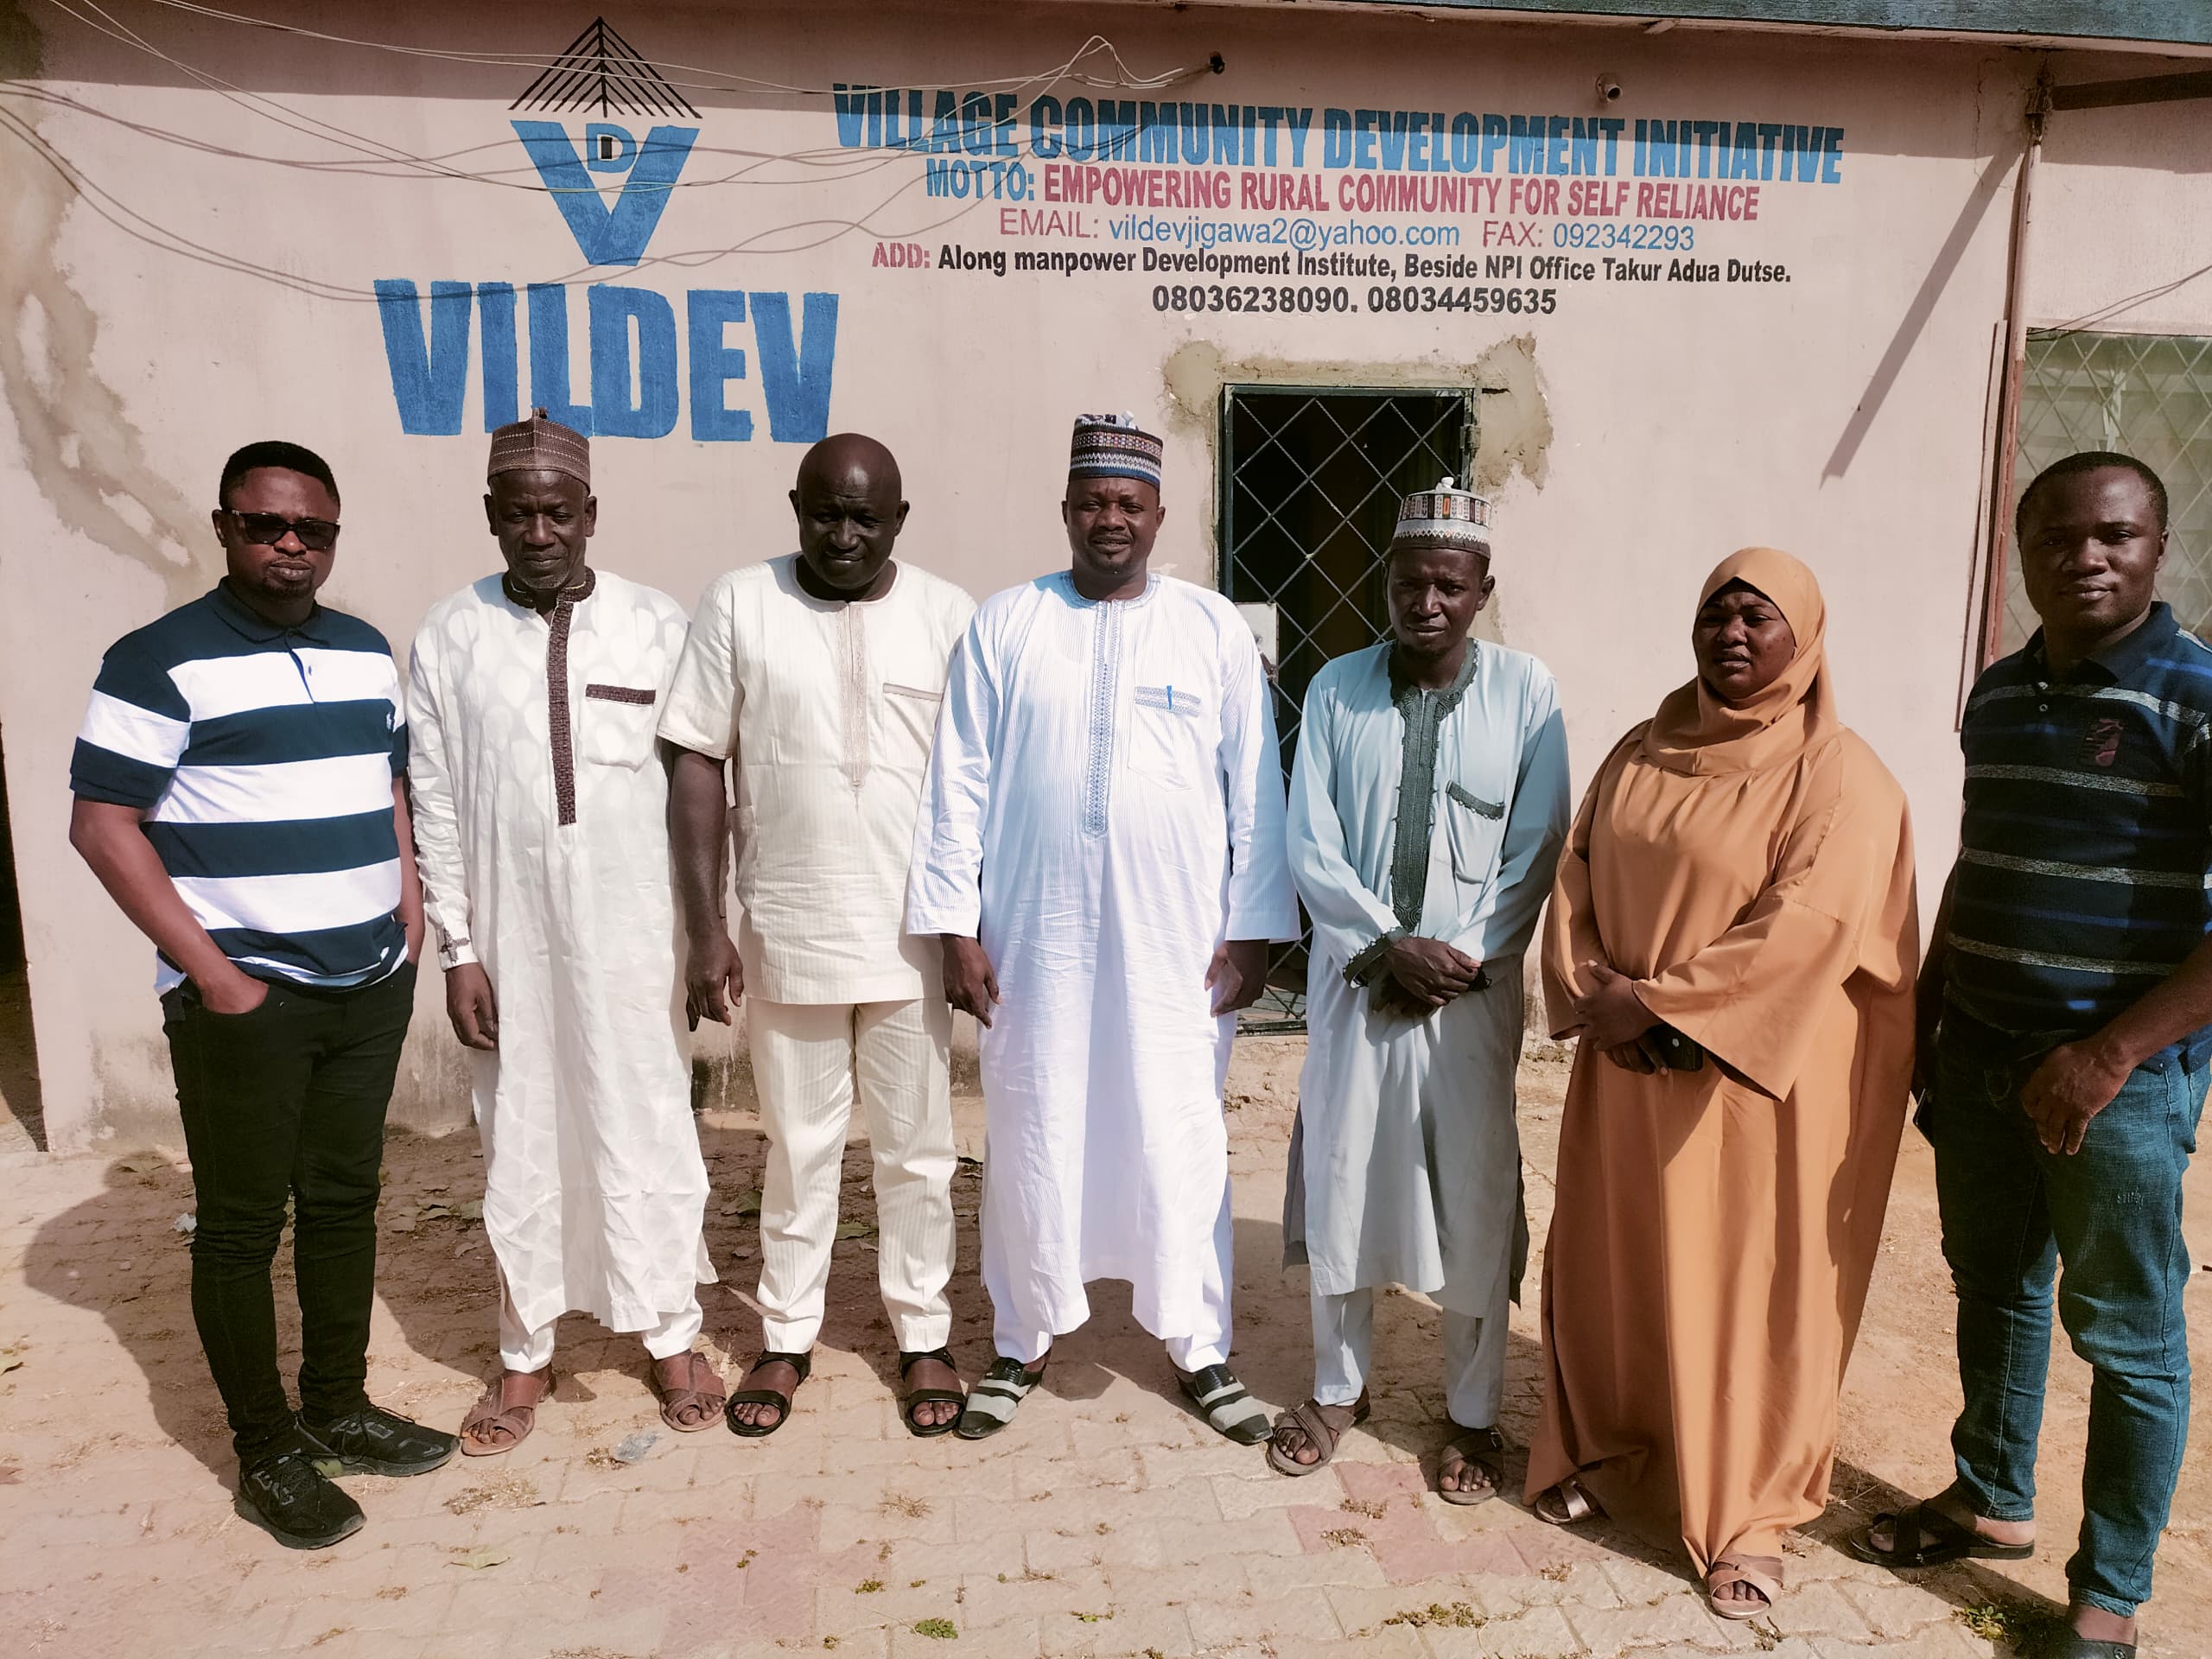 VD
VILDEV
VILLAGE COMMUNITY DEVELOPMENT INITIATIVE
MOTTO: EMPOWERING RURAL COMMUNITY FOR SELF RELIANCE
EMAIL: vildevjigawa2@yahoo.com FAX: 092342293
ADD: Along manpower Development Institute, Beside NPI Office Takur Adua Dutse.
08036238090. 08034459635